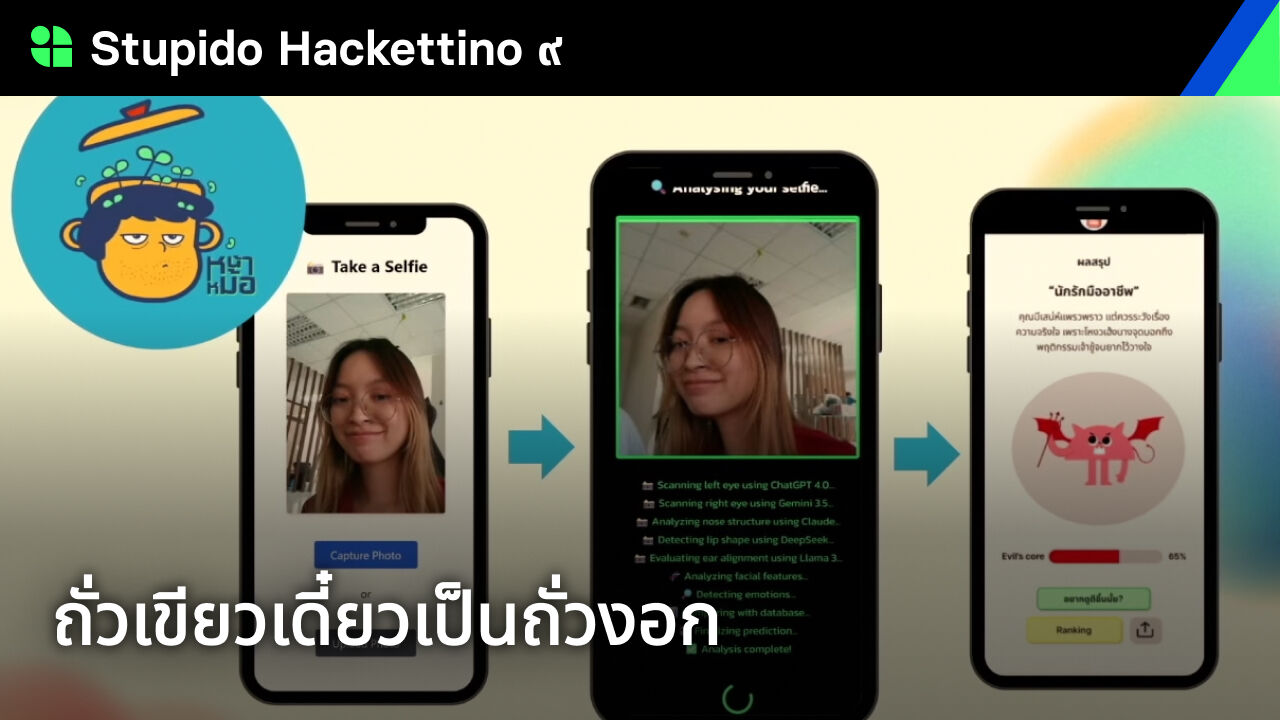 Stupido Hackettino ๙
หน้า
หมอ
Take a Selfie
Capture Photo
or
Upload Photo
Analysing your selfie...
Scanning left eye using ChatGPT 4.0...
Scanning right eye using Gemini 3.5...
Analyzing nose structure using Claude...
Detecting lip shape using DeepSeek...
Evaluating ear alignment using Llama 3...
Analyzing facial features...
Detecting emotions...
ring with database...
Finalizing prediction...
Analysis complete!
ผลสรุป
“นักรักมืออาชีพ”
คุณมีเสน่ห์แพรวพราว แต่ควรระวังเรื่อง
ความจริงใจ เพราะโหงวเฮ้งบางจุดบอกถึง
พฤติกรรมเจ้าชู้จนยากไว้วางใจ
Evil's core 65%
อยากดูดีขึ้นมั้ย?
Ranking
ถั่วเขียวเดี๋ยวเป็นถั่วงอก